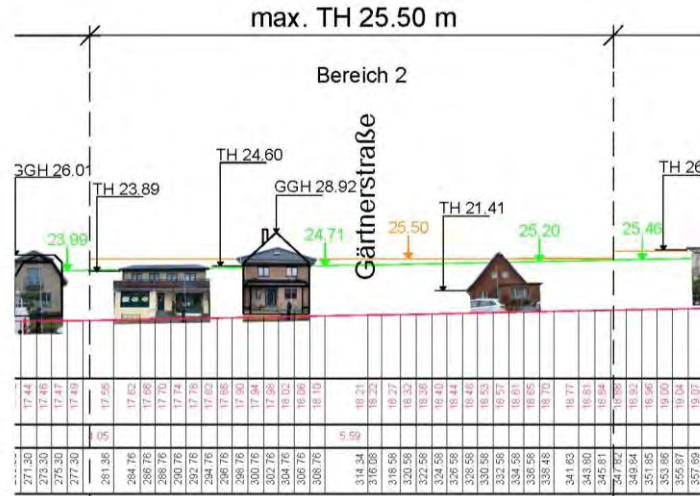 max. TH 25.50 m
Bereich 2
Gärtnerstraße
GGH 26.01
TH 23.89
TH 24.60
GGH 28.92
TH 21.41
TH 26
23.99
24.71
25.50
25.20
25.46
17.44 17.46 17.47 17.49 17.55 17.62 17.66 17.70 17.74 17.78 17.82 17.86 17.90 17.94 17.98 18.02 18.06 18.10 18.21 18.22 18.27 18.32 18.36 18.40 18.44 18.48 18.53 18.57 18.61 18.65 18.70 18.77 18.81 18.84 18.88 18.92 18.96 19.00 19.04 19.07
.05 5.59
271.30 273.30 275.30 277.30 281.36 284.76 286.76 288.76 290.76 292.76 294.76 296.76 298.76 300.76 302.76 304.76 306.76 308.76 314.34 316.08 318.58 320.58 322.58 324.58 326.58 328.58 330.58 332.58 334.58 336.58 338.48 341.63 343.80 345.81 347.82 349.84 351.85 353.86 355.87